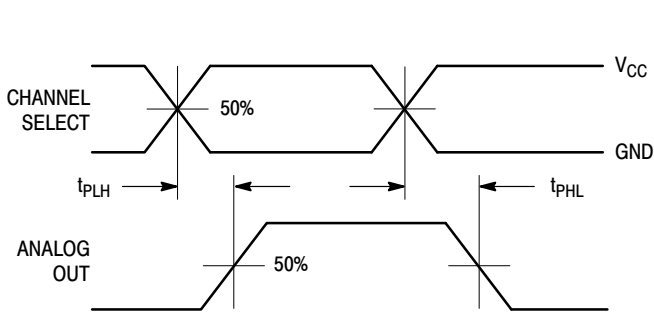 V_CC
CHANNEL
SELECT
50%
GND
t_PLH
t_PHL
ANALOG
OUT
50%